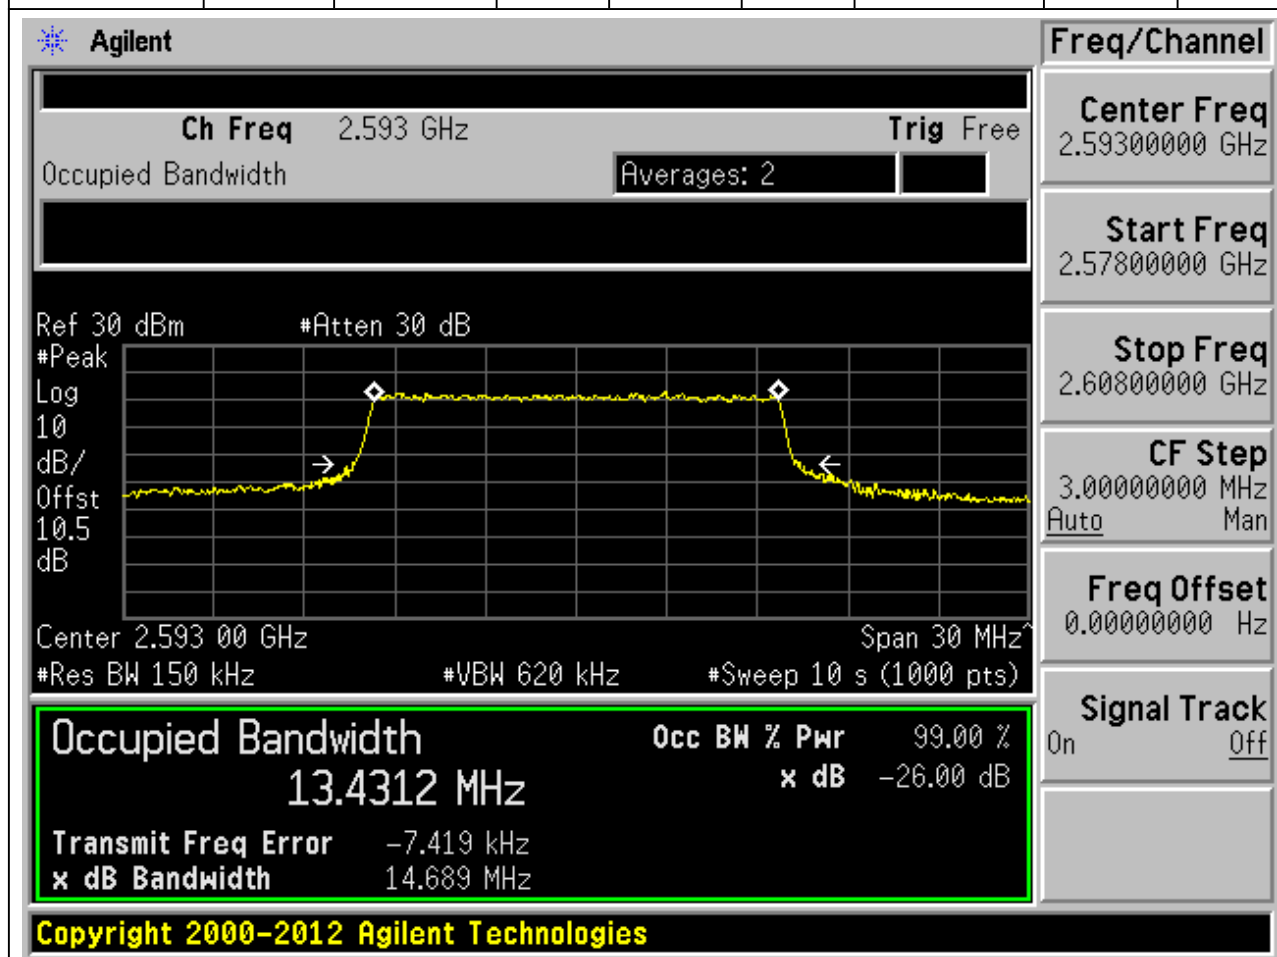 Agilent
Freq/Channel
Ch Freq 2.593 GHz Trig Free
Occupied Bandwidth Averages: 2
Center Freq
2.59300000 GHz
Start Freq
2.57800000 GHz
Stop Freq
2.60800000 GHz
CF Step
3.00000000 MHz
Auto Man
Freq Offset
0.00000000 Hz
Signal Track
On Off
Ref 30 dBm #Atten 30 dB
#Peak
Log
10
dB/
Offst
10.5
dB
Center 2.593 00 GHz Span 30 MHz^
#Res BW 150 kHz #VBW 620 kHz #Sweep 10 s (1000 pts)
Occupied Bandwidth Occ BW % Pwr 99.00 %
13.4312 MHz x dB -26.00 dB
Transmit Freq Error -7.419 kHz
x dB Bandwidth 14.689 MHz
Copyright 2000-2012 Agilent Technologies